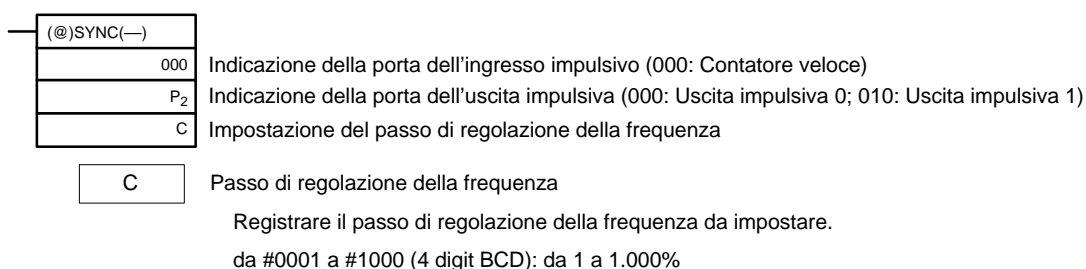 (@)SYNC(—)
000 Indicazione della porta dell'ingresso impulsivo (000: Contatore veloce)
P2 Indicazione della porta dell'uscita impulsiva (000: Uscita impulsiva 0; 010: Uscita impulsiva 1)
C Impostazione del passo di regolazione della frequenza
C Passo di regolazione della frequenza
Registrare il passo di regolazione della frequenza da impostare.
da #0001 a #1000 (4 digit BCD): da 1 a 1.000%